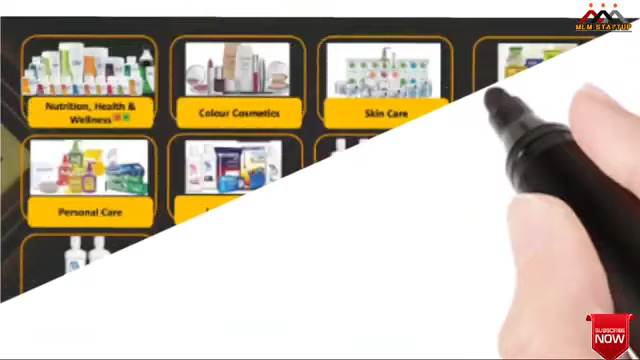 MLM STARTUP
Nutrition, Health &
Wellness
Colour Cosmetics
Skin Care
Personal Care
SUBSCRIBE
NOW